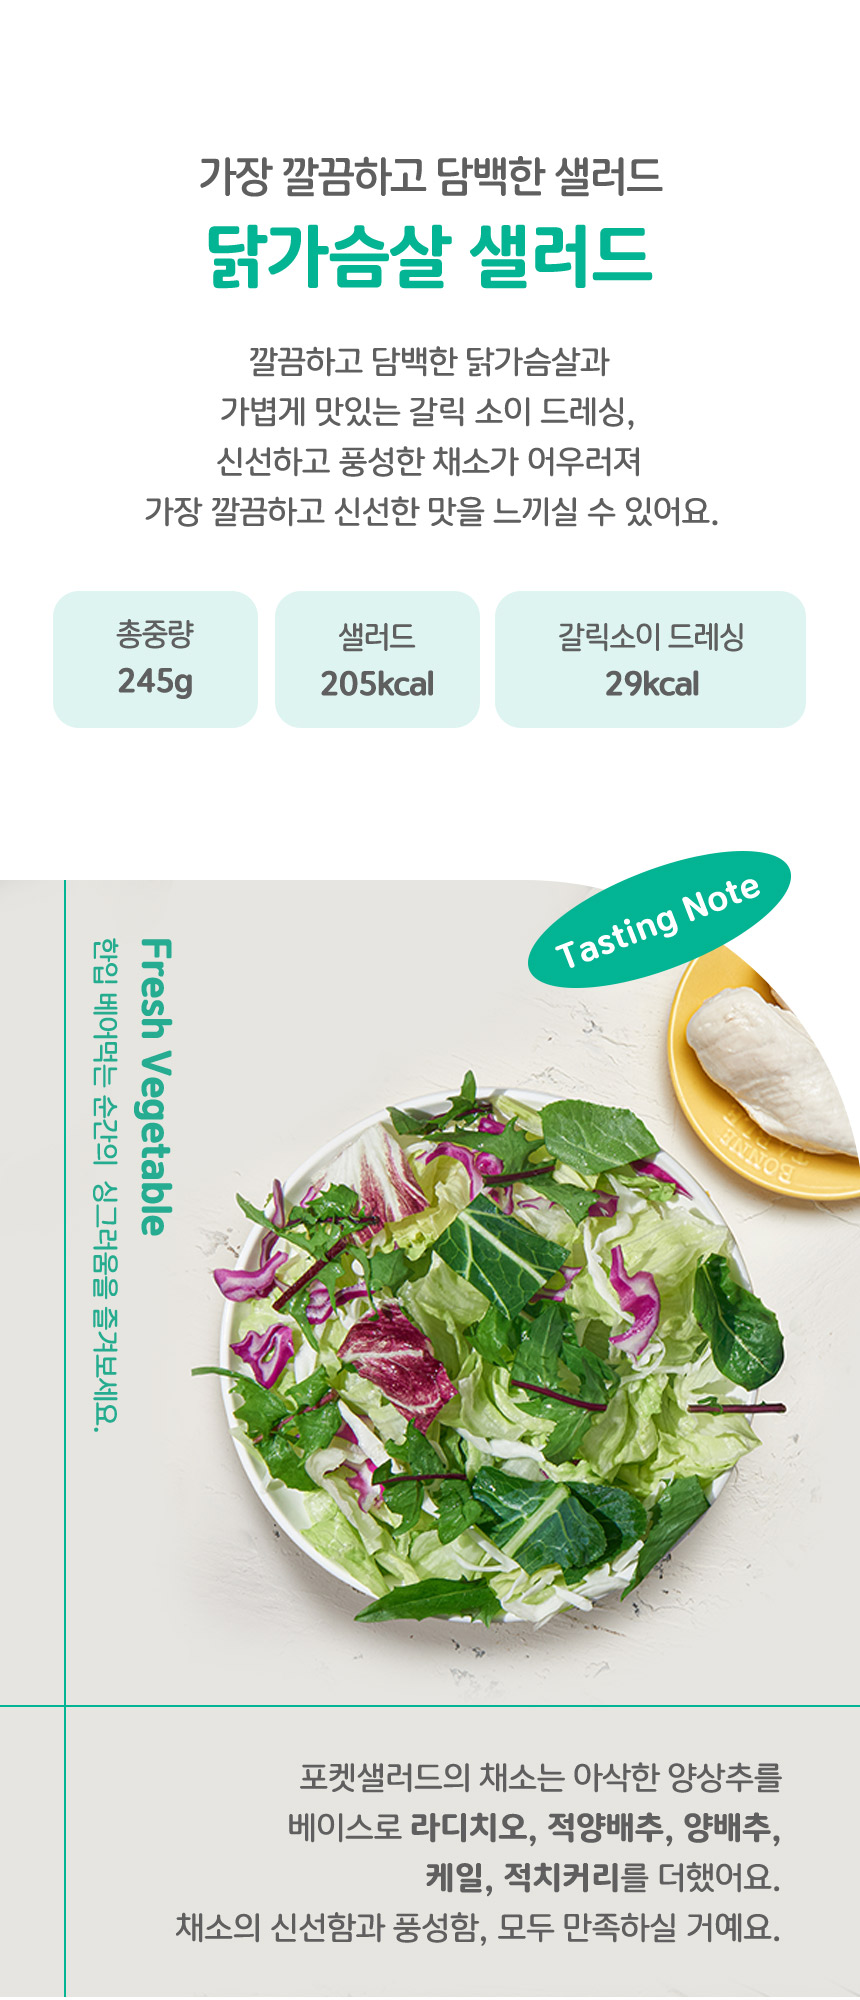 가장 깔끔하고 담백한 샐러드
닭가슴살 샐러드
깔끔하고 담백한 닭가슴살과
가볍게 맛있는 갈릭 소이 드레싱,
신선하고 풍성한 채소가 어우러져
가장 깔끔하고 신선한 맛을 느끼실 수 있어요.
총중량
245g
샐러드
205kcal
갈릭소이 드레싱
29kcal
Tasting Note
Fresh Vegetable
한입 베어먹는 순간의 싱그러움을 즐겨보세요.
BONNE
포켓샐러드의 채소는 아삭한 양상추를
베이스로 라디치오, 적양배추, 양배추,
케일, 적치커리를 더했어요.
채소의 신선함과 풍성함, 모두 만족하실 거예요.